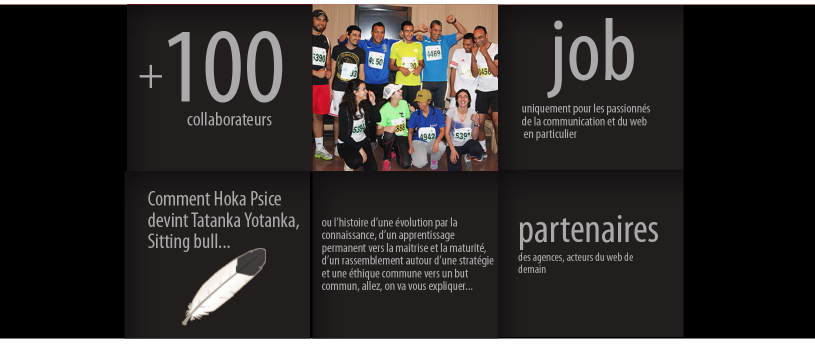 +100
collaborateurs
5390
4469
job
uniquement pour les passionnés
de la communication et du web
en particulier
Comment Hoka Psice
devint Tatanka Yotanka,
Sitting bull...
ou l'histoire d'une évolution par la
connaissance, d'un apprentissage
permanent vers la maitrise et la maturité,
d'un rassemblement autour d'une stratégie
et une éthique commune vers un but
commun, allez, on va vous expliquer...
partenaires
des agences, acteurs du web de
demain